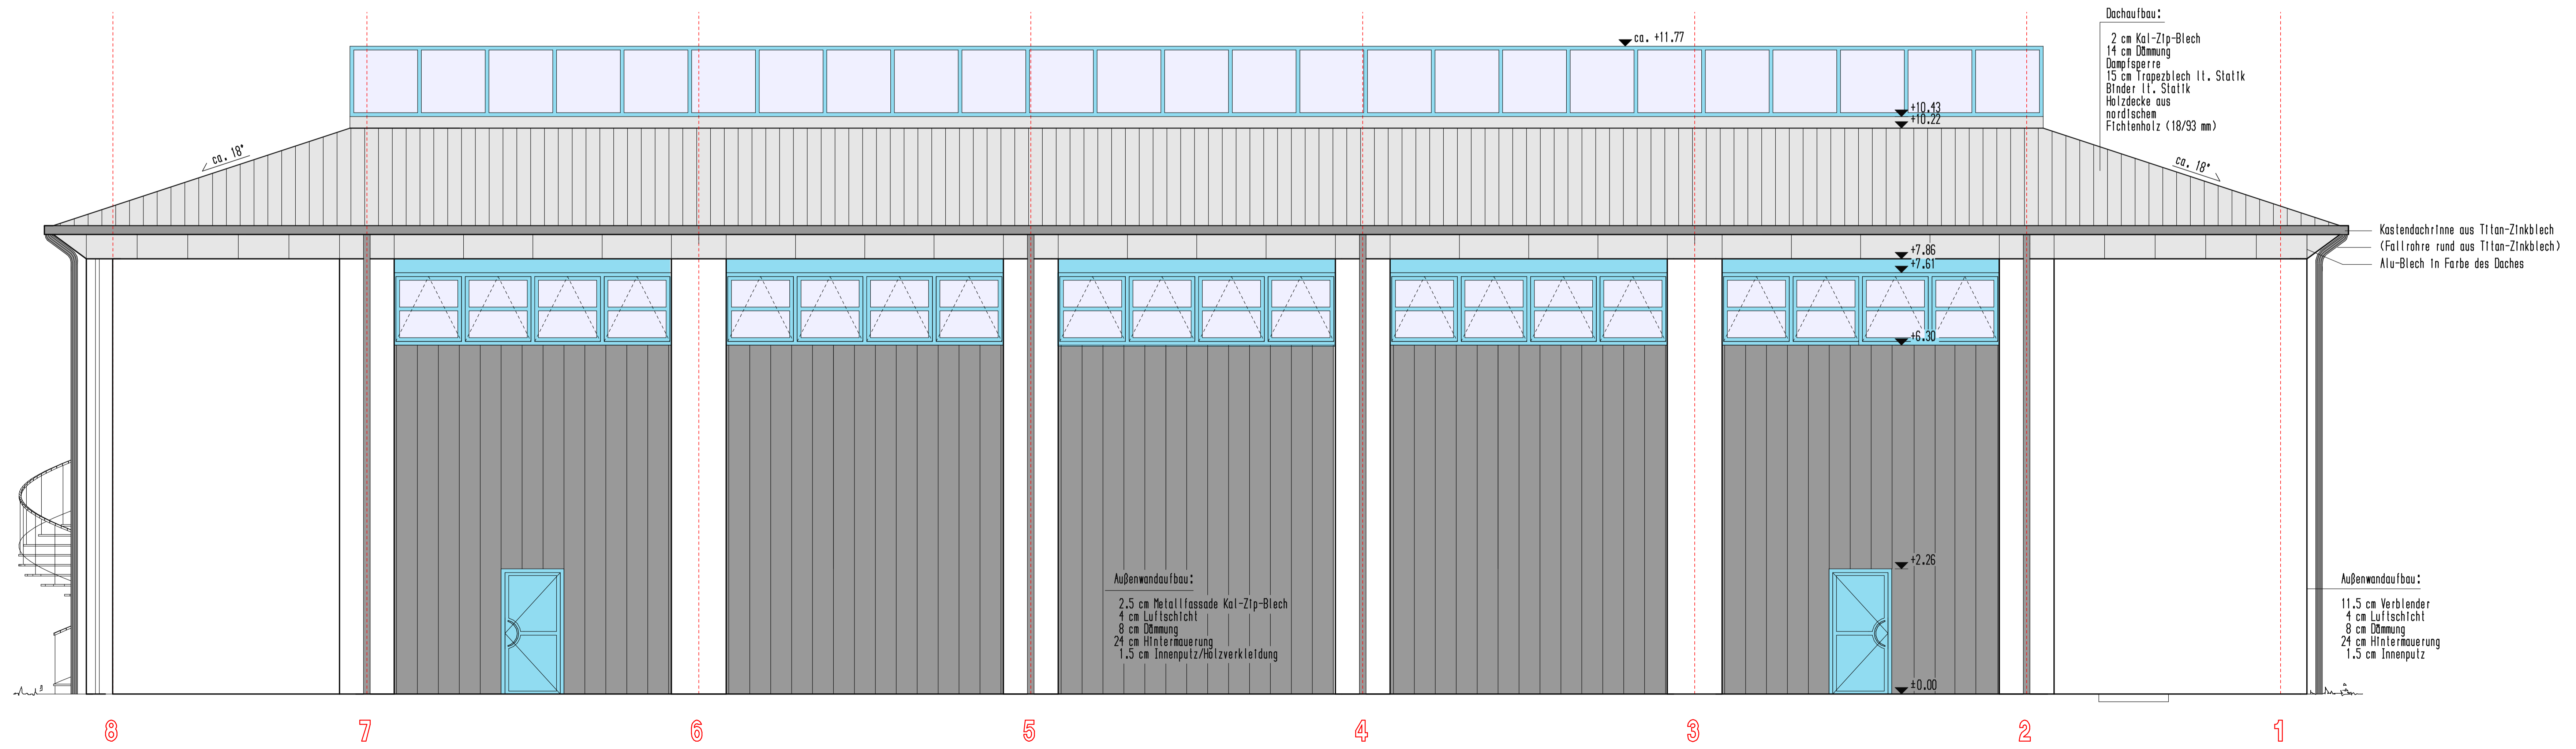 Dachaufbau:
2 cm Kal-Zip-Blech
14 cm Dämmung
Dampfsperre
15 cm Trapezblech lt. Statik
Binder lt. Statik
Holzdecke aus
nordischem
Fichtenholz (18/93 mm)
ca. +11.77
+10.43
+10.22
ca. 18°
ca. 18°
Kastendachrinne aus Titan-Zinkblech
(Fallrohre rund aus Titan-Zinkblech)
Alu-Blech in Farbe des Daches
+7.86
+7.61
+6.30
+2.26
±0.00
Außenwandaufbau:
2.5 cm Metallfassade Kal-Zip-Blech
4 cm Luftschicht
8 cm Dämmung
24 cm Hintermauerung
1.5 cm Innenputz/Holzverkleidung
Außenwandaufbau:
11.5 cm Verblender
4 cm Luftschicht
8 cm Dämmung
24 cm Hintermauerung
1.5 cm Innenputz
8 7 6 5 4 3 2 1